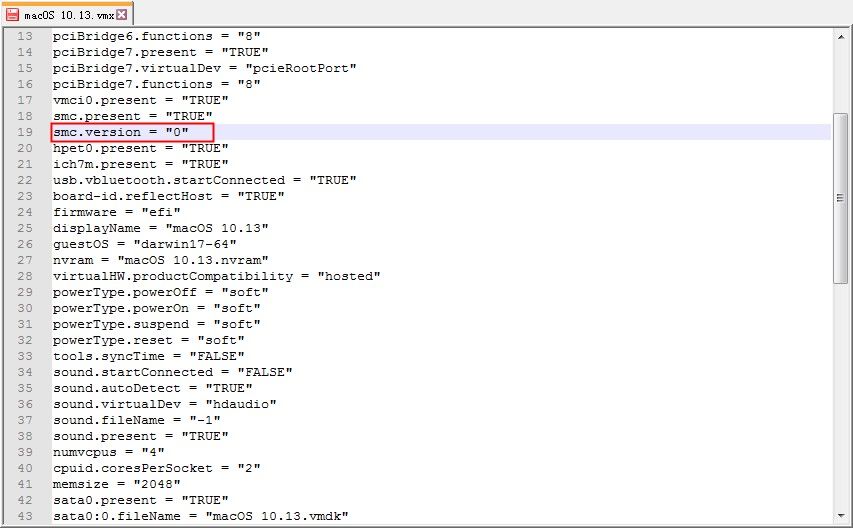 macOS 10.13.vmx
13 pciBridge6.functions = "8"
14 pciBridge7.present = "TRUE"
15 pciBridge7.virtualDev = "pcieRootPort"
16 pciBridge7.functions = "8"
17 vmci0.present = "TRUE"
18 smc.present = "TRUE"
19 smc.version = "0"
20 hpet0.present = "TRUE"
21 ich7m.present = "TRUE"
22 usb.vbluetooth.startConnected = "TRUE"
23 board-id.reflectHost = "TRUE"
24 firmware = "efi"
25 displayName = "macOS 10.13"
26 guestOS = "darwin17-64"
27 nvram = "macOS 10.13.nvram"
28 virtualHW.productCompatibility = "hosted"
29 powerType.powerOff = "soft"
30 powerType.powerOn = "soft"
31 powerType.suspend = "soft"
32 powerType.reset = "soft"
33 tools.syncTime = "FALSE"
34 sound.startConnected = "FALSE"
35 sound.autoDetect = "TRUE"
36 sound.virtualDev = "hdaudio"
37 sound.fileName = "-1"
38 sound.present = "TRUE"
39 numvcpus = "4"
40 cpuid.coresPerSocket = "2"
41 memsize = "2048"
42 sata0.present = "TRUE"
43 sata0:0.fileName = "macOS 10.13.vmdk"